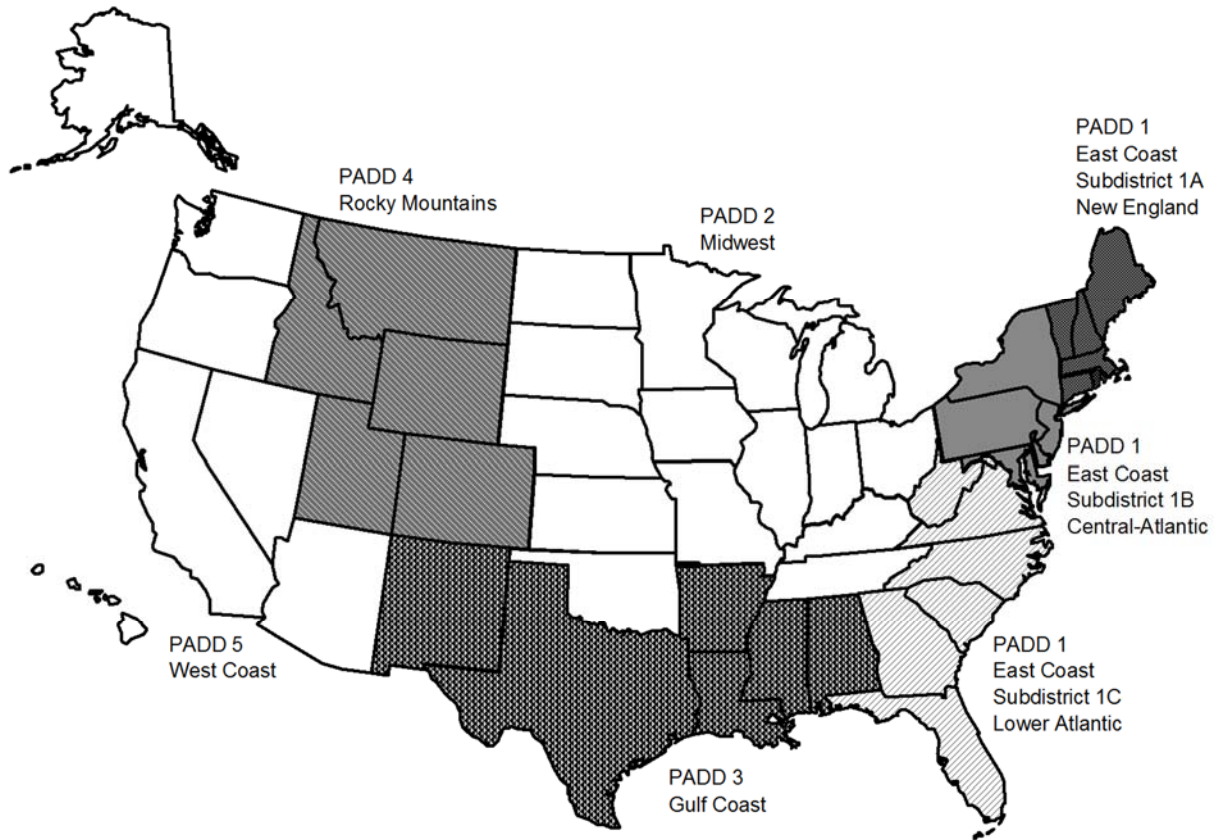 PADD 1
East Coast
Subdistrict 1A
New England
PADD 4
Rocky Mountains
PADD 2
Midwest
PADD 1
East Coast
Subdistrict 1B
Central-Atlantic
PADD 5
West Coast
PADD 1
East Coast
Subdistrict 1C
Lower Atlantic
PADD 3
Gulf Coast